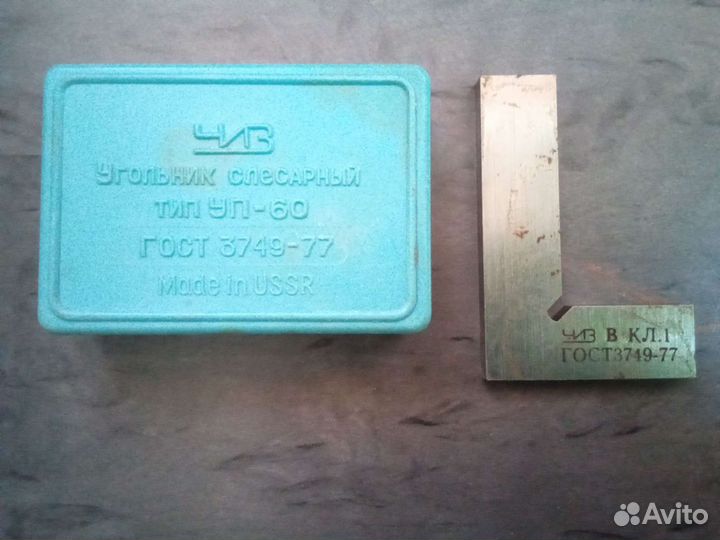 ЧИЗ
Угольник слесарный
тип УП-60
ГОСТ 3749-77
Made in USSR
ЧИЗ В КЛ.1
ГОСТ3749-77
Avito